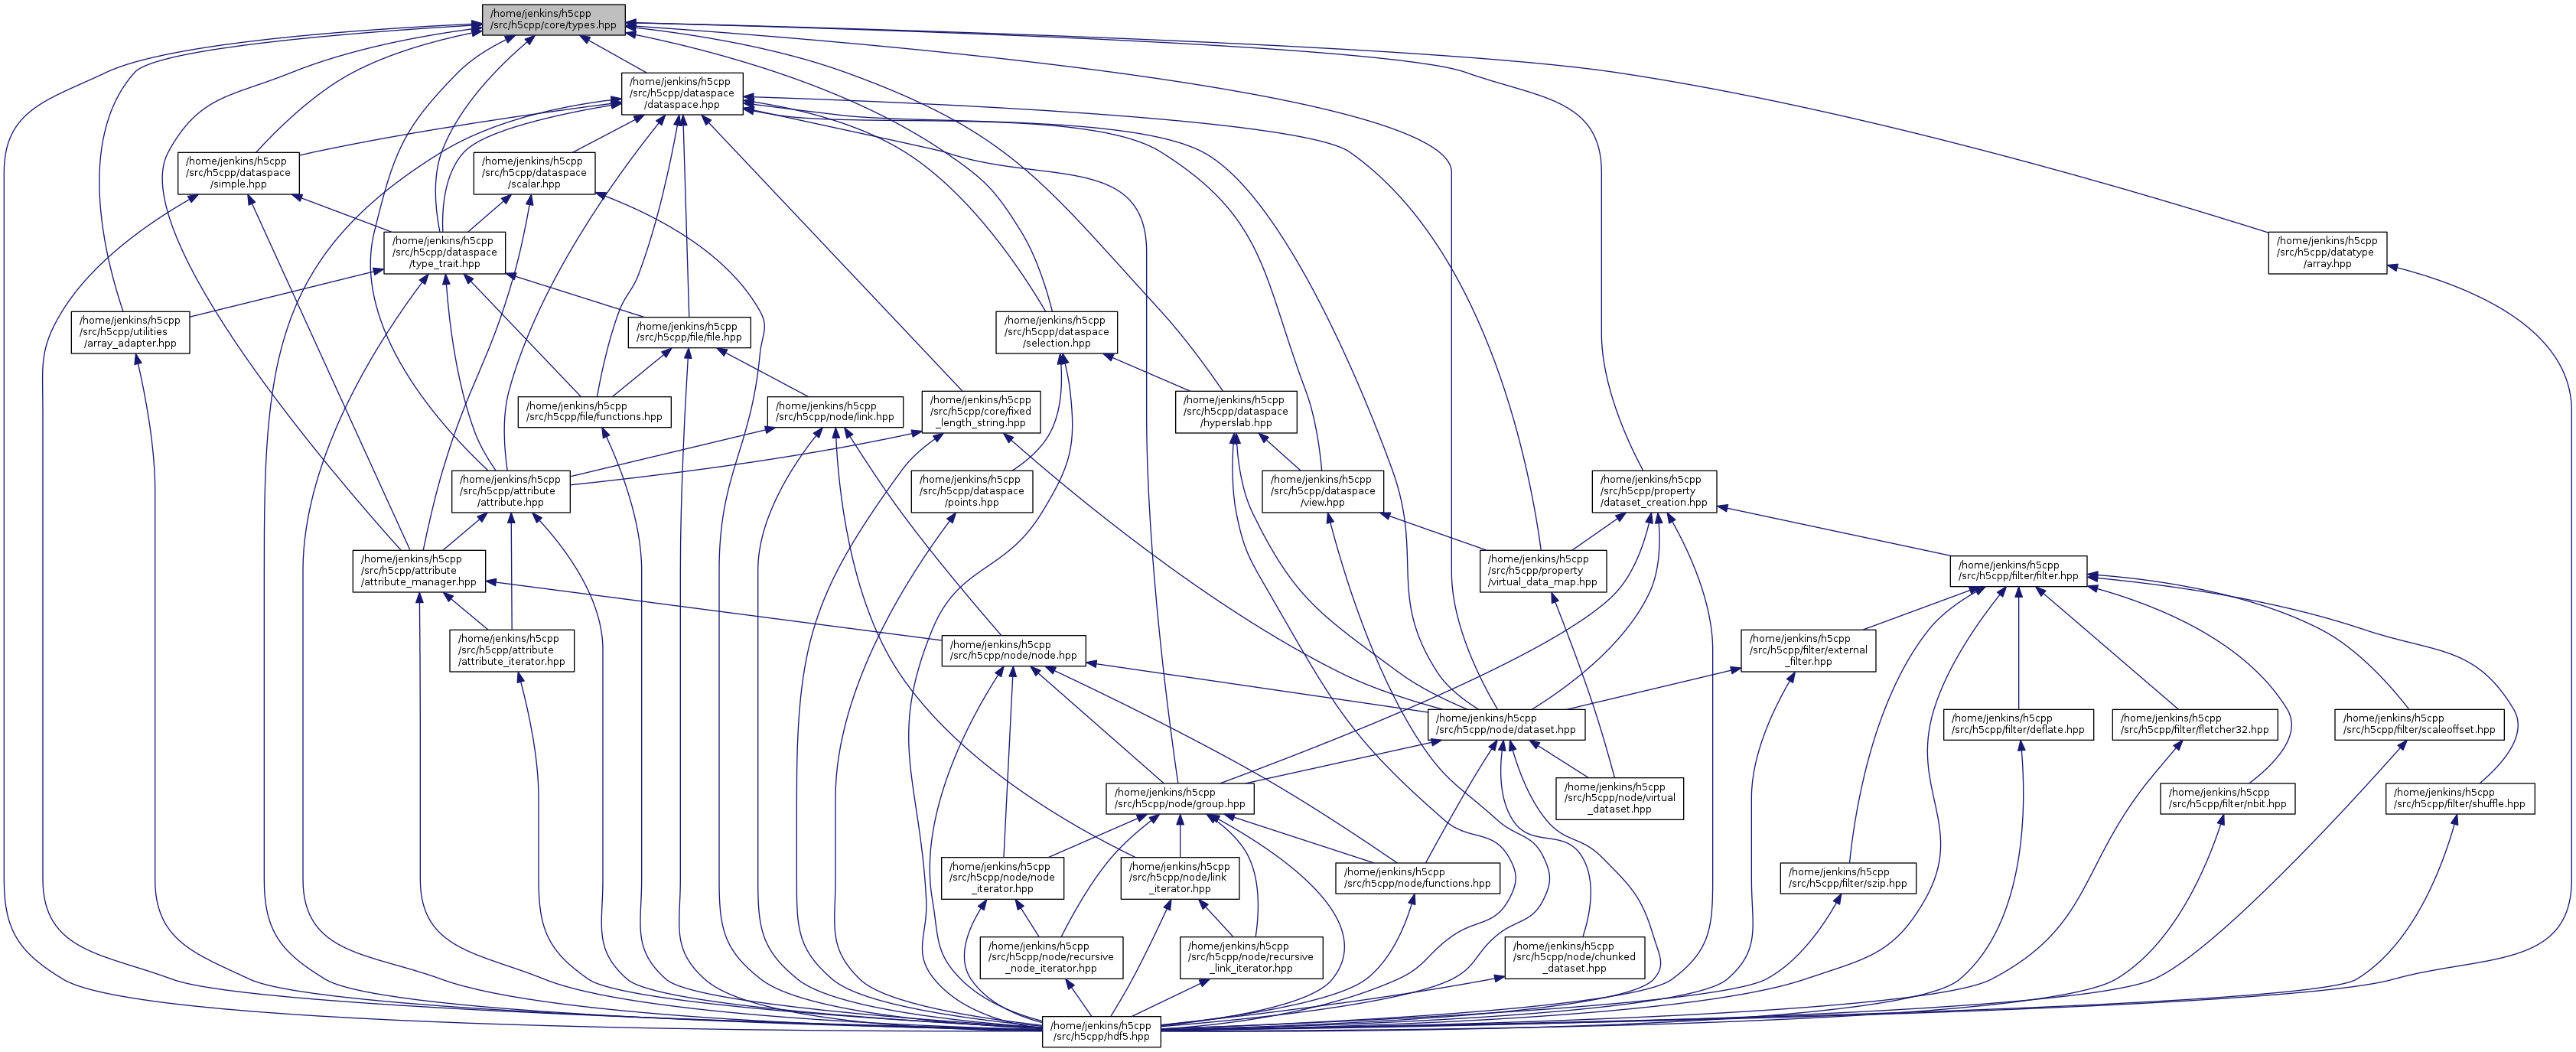 /home/jenkins/h5cpp
/src/h5cpp/core/types.hpp
/home/jenkins/h5cpp
/src/h5cpp/dataspace
/dataspace.hpp
/home/jenkins/h5cpp
/src/h5cpp/dataspace
/simple.hpp
/home/jenkins/h5cpp
/src/h5cpp/dataspace
/scalar.hpp
/home/jenkins/h5cpp
/src/h5cpp/dataspace
/type_trait.hpp
/home/jenkins/h5cpp
/src/h5cpp/datatype
/array.hpp
/home/jenkins/h5cpp
/src/h5cpp/utilities
/array_adapter.hpp
/home/jenkins/h5cpp
/src/h5cpp/file/file.hpp
/home/jenkins/h5cpp
/src/h5cpp/dataspace
/selection.hpp
/home/jenkins/h5cpp
/src/h5cpp/file/functions.hpp
/home/jenkins/h5cpp
/src/h5cpp/node/link.hpp
/home/jenkins/h5cpp
/src/h5cpp/core/fixed
_length_string.hpp
/home/jenkins/h5cpp
/src/h5cpp/dataspace
/hyperslab.hpp
/home/jenkins/h5cpp
/src/h5cpp/attribute
/attribute.hpp
/home/jenkins/h5cpp
/src/h5cpp/dataspace
/points.hpp
/home/jenkins/h5cpp
/src/h5cpp/dataspace
/view.hpp
/home/jenkins/h5cpp
/src/h5cpp/property
/dataset_creation.hpp
/home/jenkins/h5cpp
/src/h5cpp/attribute
/attribute_manager.hpp
/home/jenkins/h5cpp
/src/h5cpp/property
/virtual_data_map.hpp
/home/jenkins/h5cpp
/src/h5cpp/filter/filter.hpp
/home/jenkins/h5cpp
/src/h5cpp/attribute
/attribute_iterator.hpp
/home/jenkins/h5cpp
/src/h5cpp/node/node.hpp
/home/jenkins/h5cpp
/src/h5cpp/filter/external
_filter.hpp
/home/jenkins/h5cpp
/src/h5cpp/node/dataset.hpp
/home/jenkins/h5cpp
/src/h5cpp/filter/deflate.hpp
/home/jenkins/h5cpp
/src/h5cpp/filter/fletcher32.hpp
/home/jenkins/h5cpp
/src/h5cpp/filter/scaleoffset.hpp
/home/jenkins/h5cpp
/src/h5cpp/node/group.hpp
/home/jenkins/h5cpp
/src/h5cpp/node/virtual
_dataset.hpp
/home/jenkins/h5cpp
/src/h5cpp/filter/nbit.hpp
/home/jenkins/h5cpp
/src/h5cpp/filter/shuffle.hpp
/home/jenkins/h5cpp
/src/h5cpp/node/node
_iterator.hpp
/home/jenkins/h5cpp
/src/h5cpp/node/link
_iterator.hpp
/home/jenkins/h5cpp
/src/h5cpp/node/functions.hpp
/home/jenkins/h5cpp
/src/h5cpp/filter/szip.hpp
/home/jenkins/h5cpp
/src/h5cpp/node/recursive
_node_iterator.hpp
/home/jenkins/h5cpp
/src/h5cpp/node/recursive
_link_iterator.hpp
/home/jenkins/h5cpp
/src/h5cpp/node/chunked
_dataset.hpp
/home/jenkins/h5cpp
/src/h5cpp/hdf5.hpp